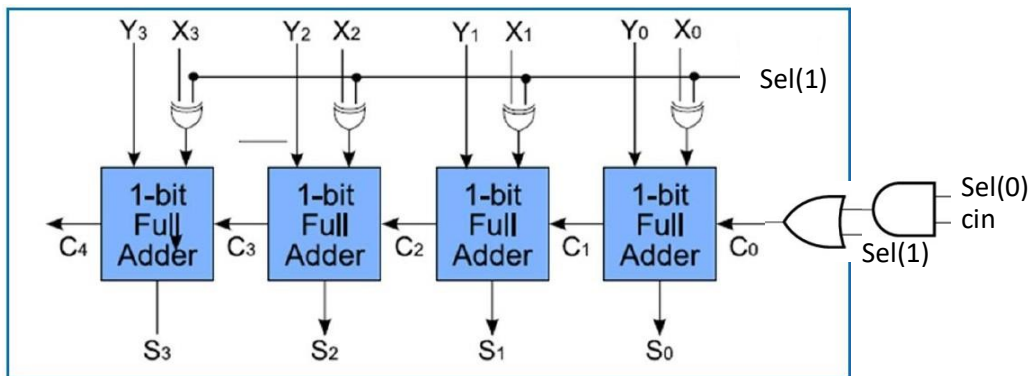 Y3 X3 Y2 X2 Y1 X1 Y0 X0
Sel(1)
1-bit Full Adder
1-bit Full Adder
1-bit Full Adder
1-bit Full Adder
Sel(0)
cin
Sel(1)
C4 C3 C2 C1 C0
S3 S2 S1 S0